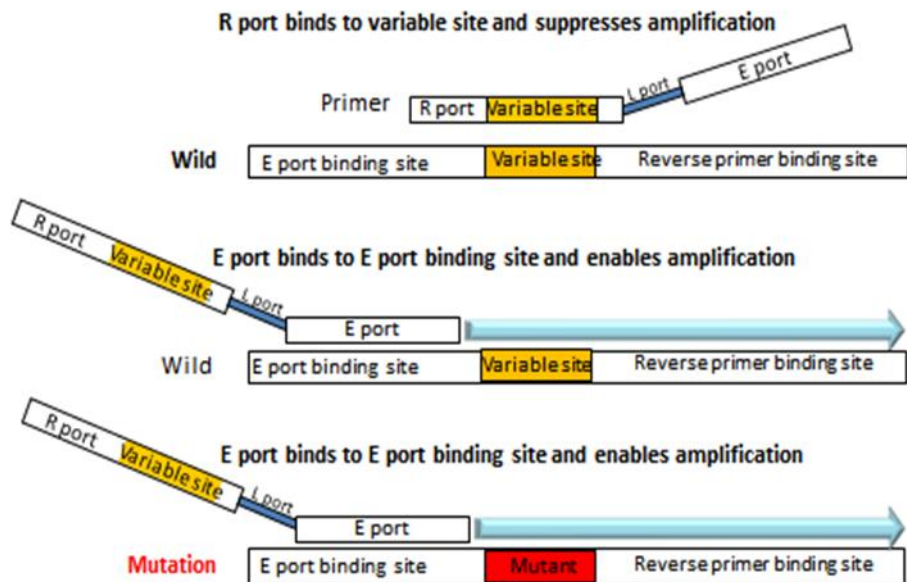 R port binds to variable site and suppresses amplification
E port
L port
Primer R port Variable site
Wild E port binding site Variable site Reverse primer binding site
R port Variable site
E port binds to E port binding site and enables amplification
L port
E port
Wild E port binding site Variable site Reverse primer binding site
R port Variable site
E port binds to E port binding site and enables amplification
L port
E port
Mutation E port binding site Mutant Reverse primer binding site